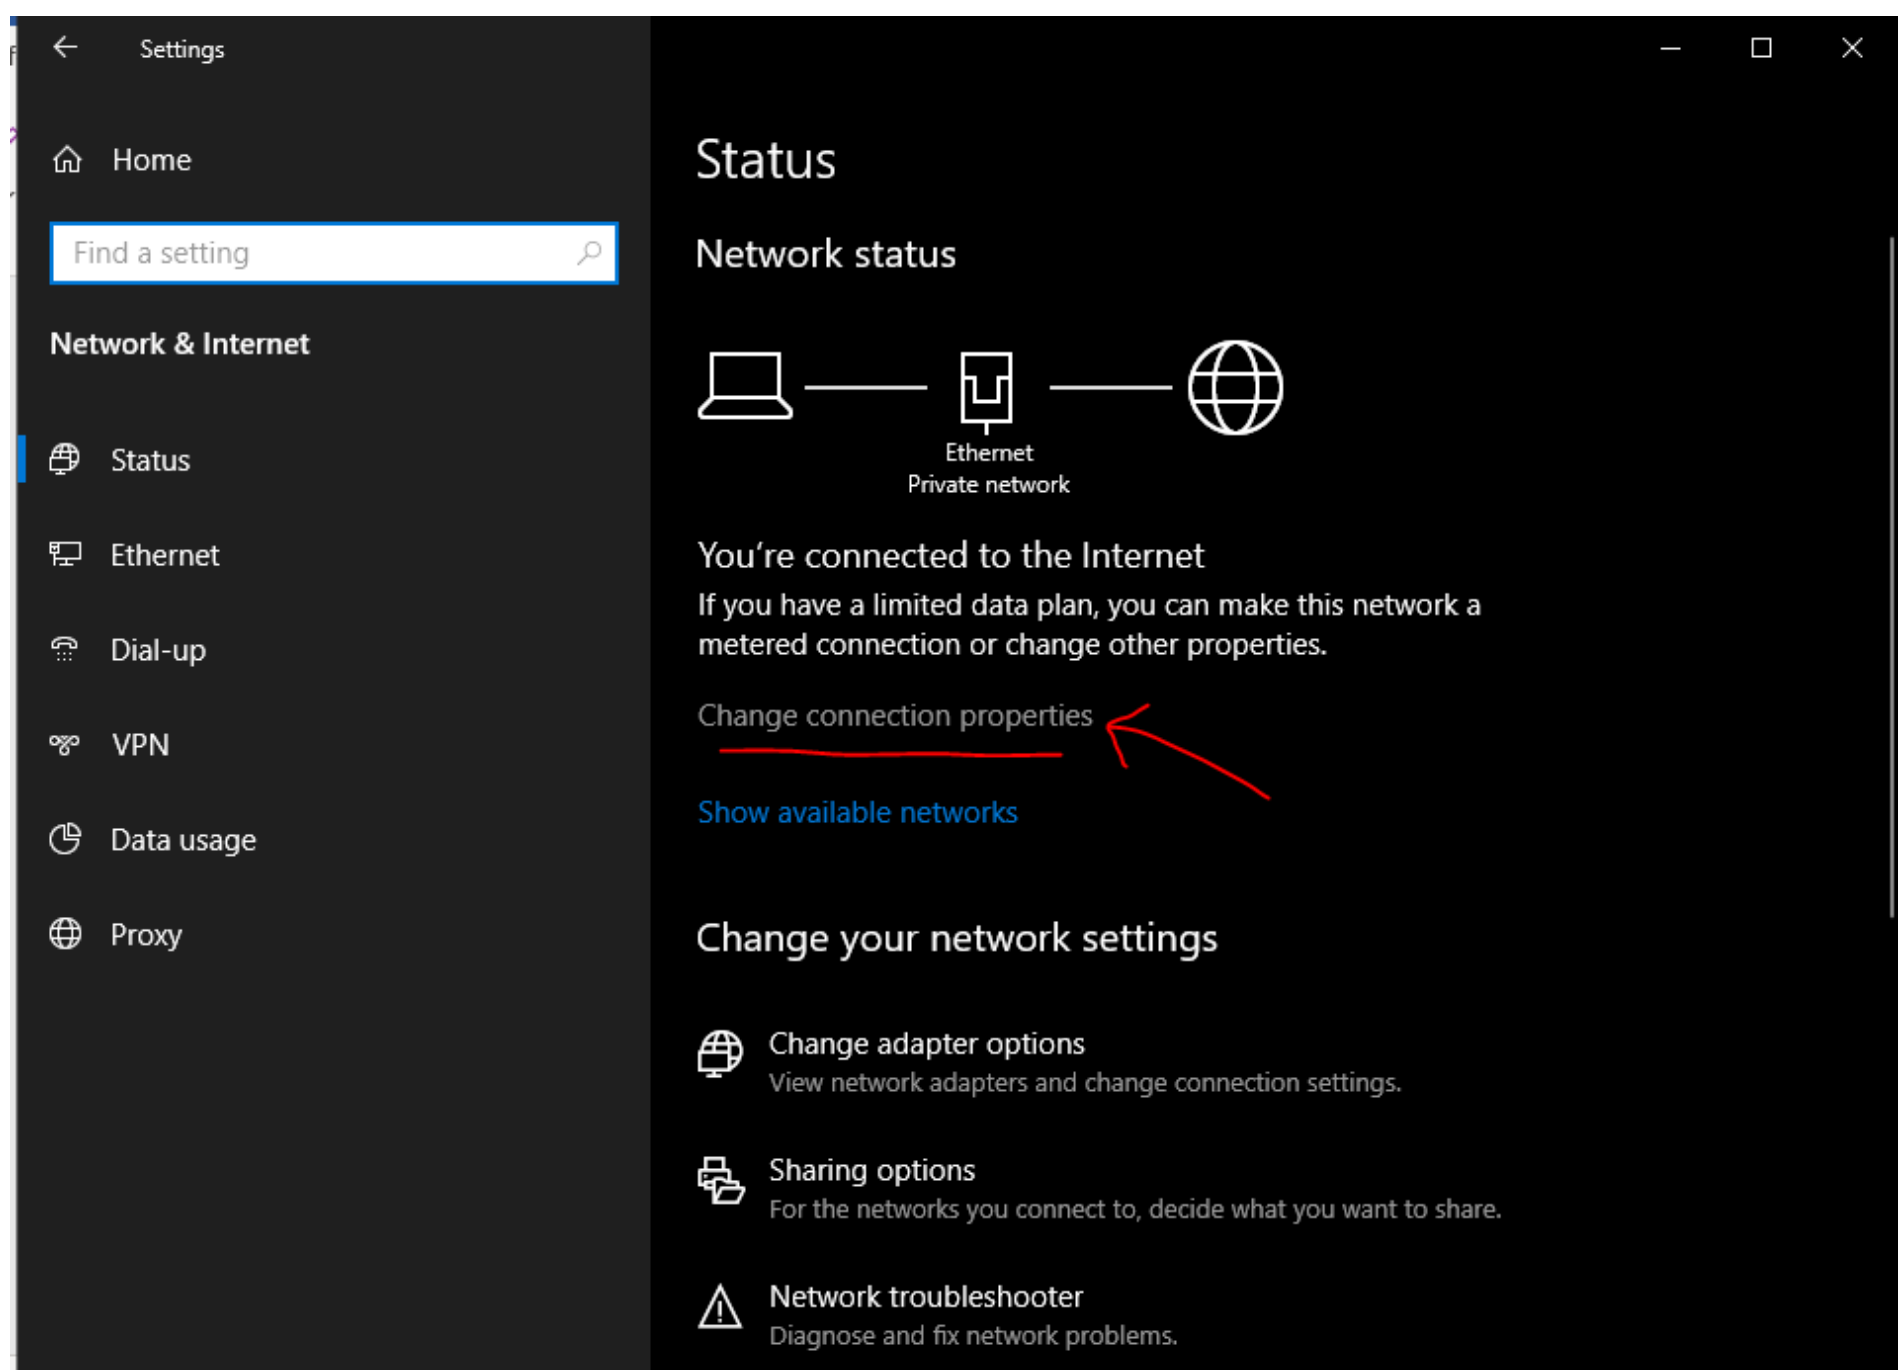 Settings
Home
Find a setting
Network & Internet
Status
Ethernet
Dial-up
VPN
Data usage
Proxy
Status
Network status
Ethernet
Private network
You're connected to the Internet
If you have a limited data plan, you can make this network a
metered connection or change other properties.
Change connection properties
Show available networks
Change your network settings
Change adapter options
View network adapters and change connection settings.
Sharing options
For the networks you connect to, decide what you want to share.
Network troubleshooter
Diagnose and fix network problems.